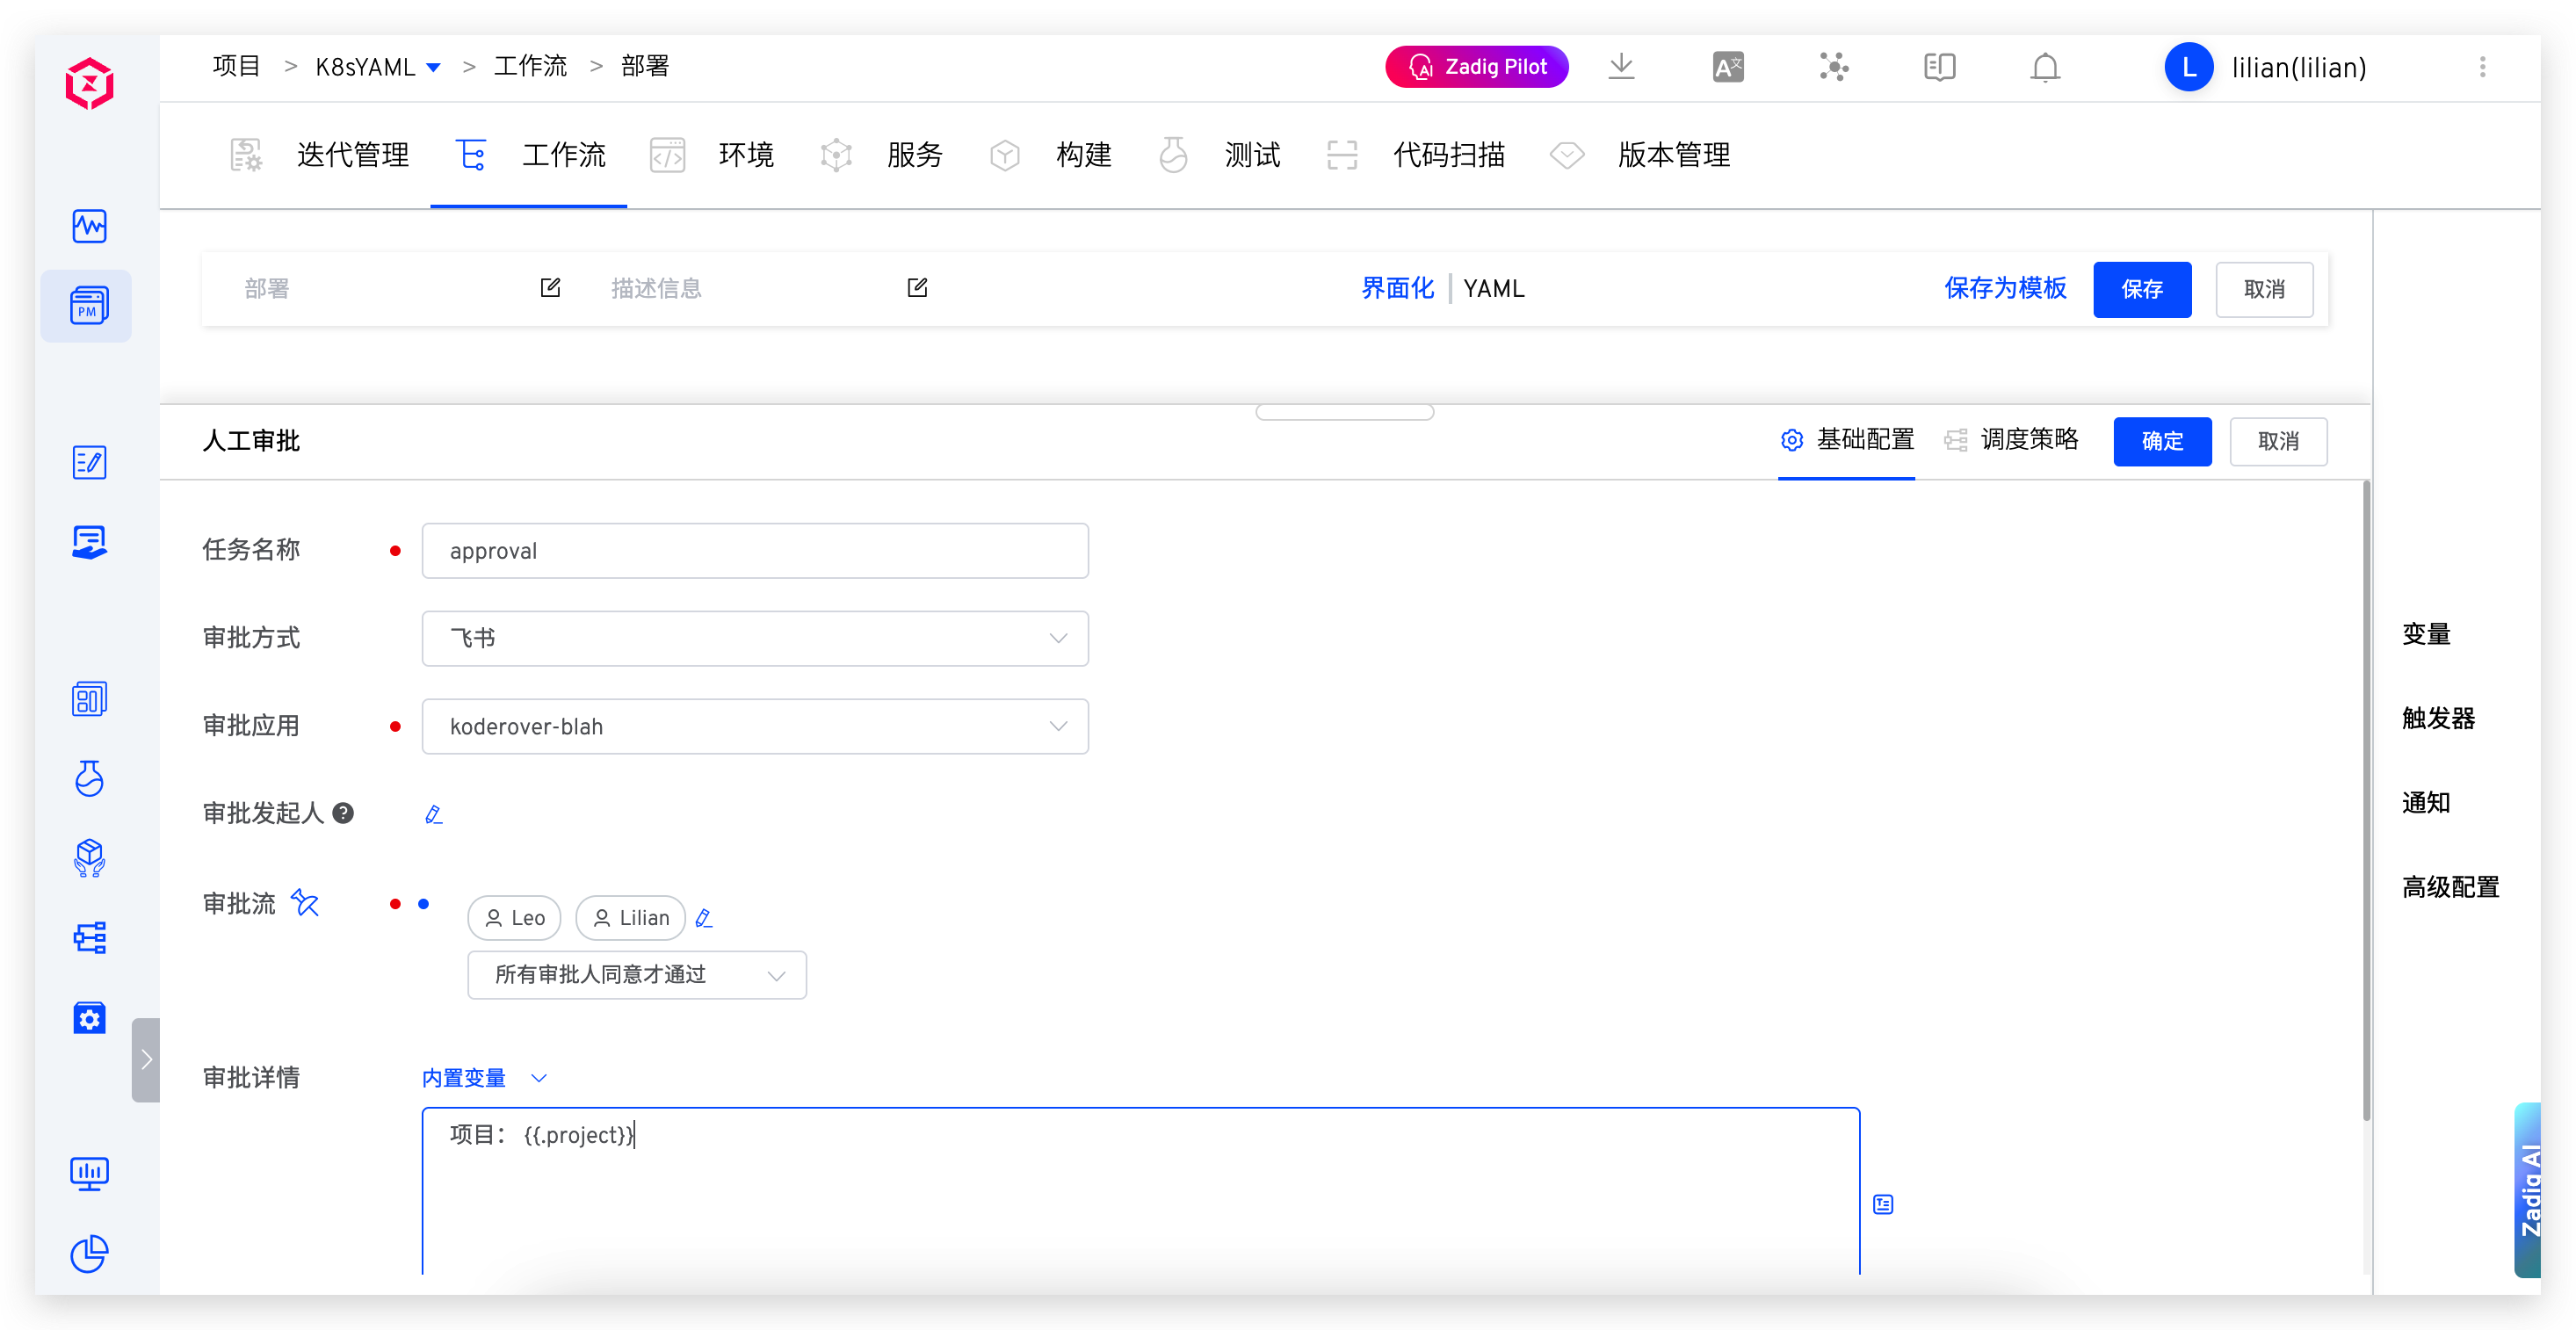 项目 > K8sYAML > 工作流 > 部署
Zadig Pilot
A文
L lilian(lilian)
迭代管理 工作流 环境 服务 构建 测试 代码扫描 版本管理
PM
部署 描述信息 界面化 | YAML 保存为模板 保存 取消
人工审批 基础配置 调度策略 确定 取消
任务名称 approval
审批方式 飞书
审批应用 koderover-blah
审批发起人 ?
审批流 Leo Lilian
所有审批人同意才通过
审批详情 内置变量
项目： {{.project}}
变量
触发器
通知
高级配置
Zadig AI